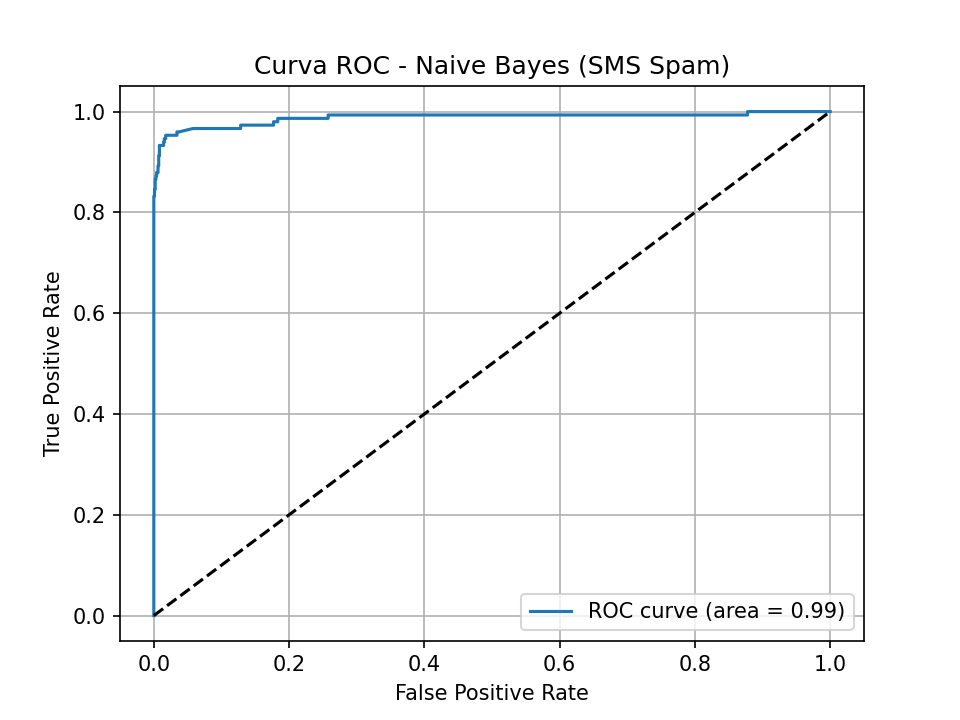 Curva ROC - Naive Bayes (SMS Spam)
True Positive Rate
1.0
0.8
0.6
0.4
0.2
0.0
ROC curve (area = 0.99)
0.0 0.2 0.4 0.6 0.8 1.0
False Positive Rate